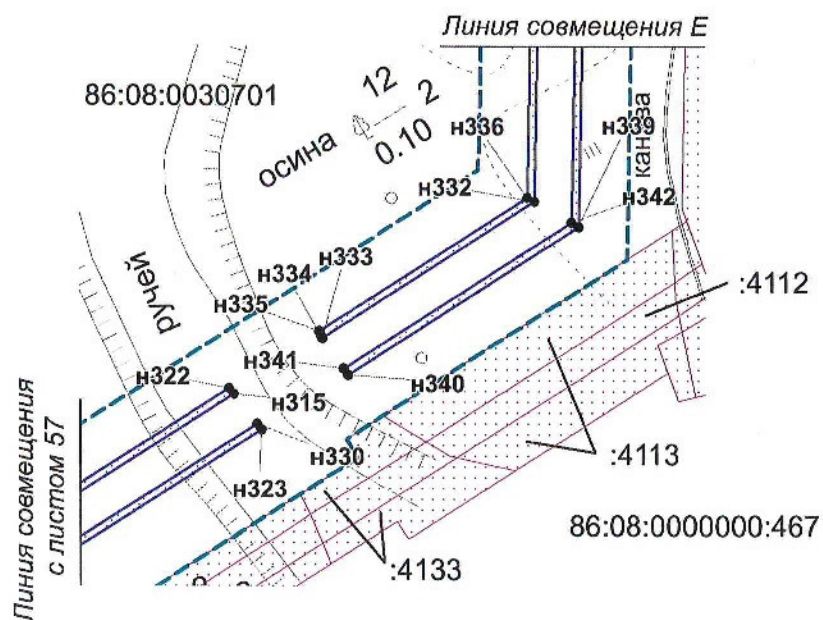 Линия совмещения Е
86:08:0030701
осина 12 2
0.10
н336
н339
канава
н332
н342
ручей
н334
н333
:4112
н335
н341
н322
н340
н315
н330
:4113
н323
Линия совмещения
с листом 57
86:08:0000000:467
:4133